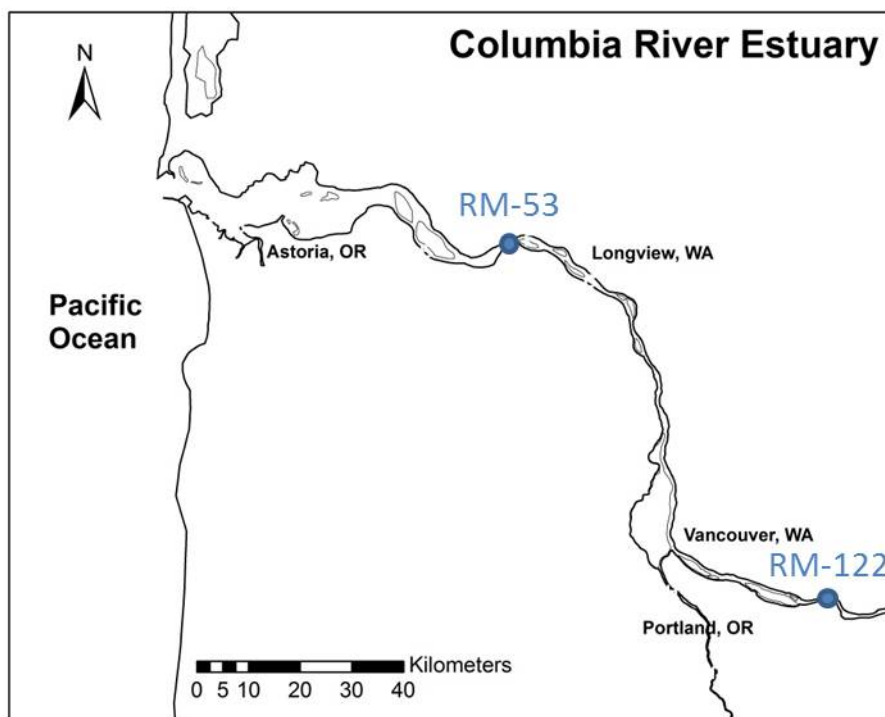 Columbia River Estuary
N
RM-53
Astoria, OR
Longview, WA
Pacific
Ocean
Vancouver, WA
RM-122
Portland, OR
Kilometers
0 5 10 20 30 40